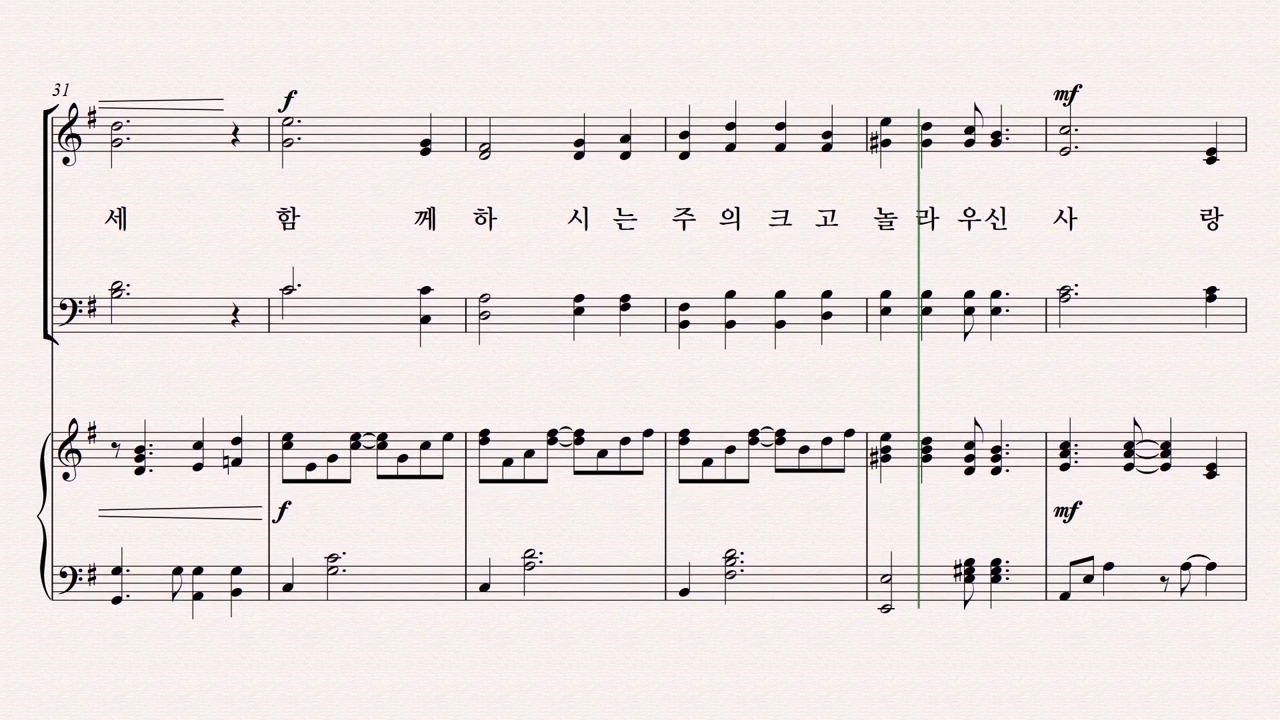 31
f
mf
세 함 께 하 시 는 주 의 크 고 놀 라 우신 사 랑
f
mf